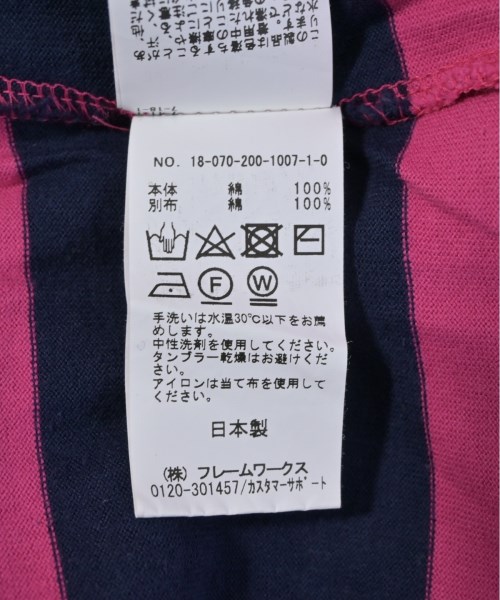 NO. 18-070-200-1007-1-0
本体 綿 100%
別布 綿 100%
F W
手洗いは水温30℃以下をお薦
めします。
中性洗剤を使用してください。
タンブラー乾燥はお避けくださ
い。
アイロンは当て布を使用して
ください。
日本製
(株) フレームワークス
0120-301457/カスタマーサポート